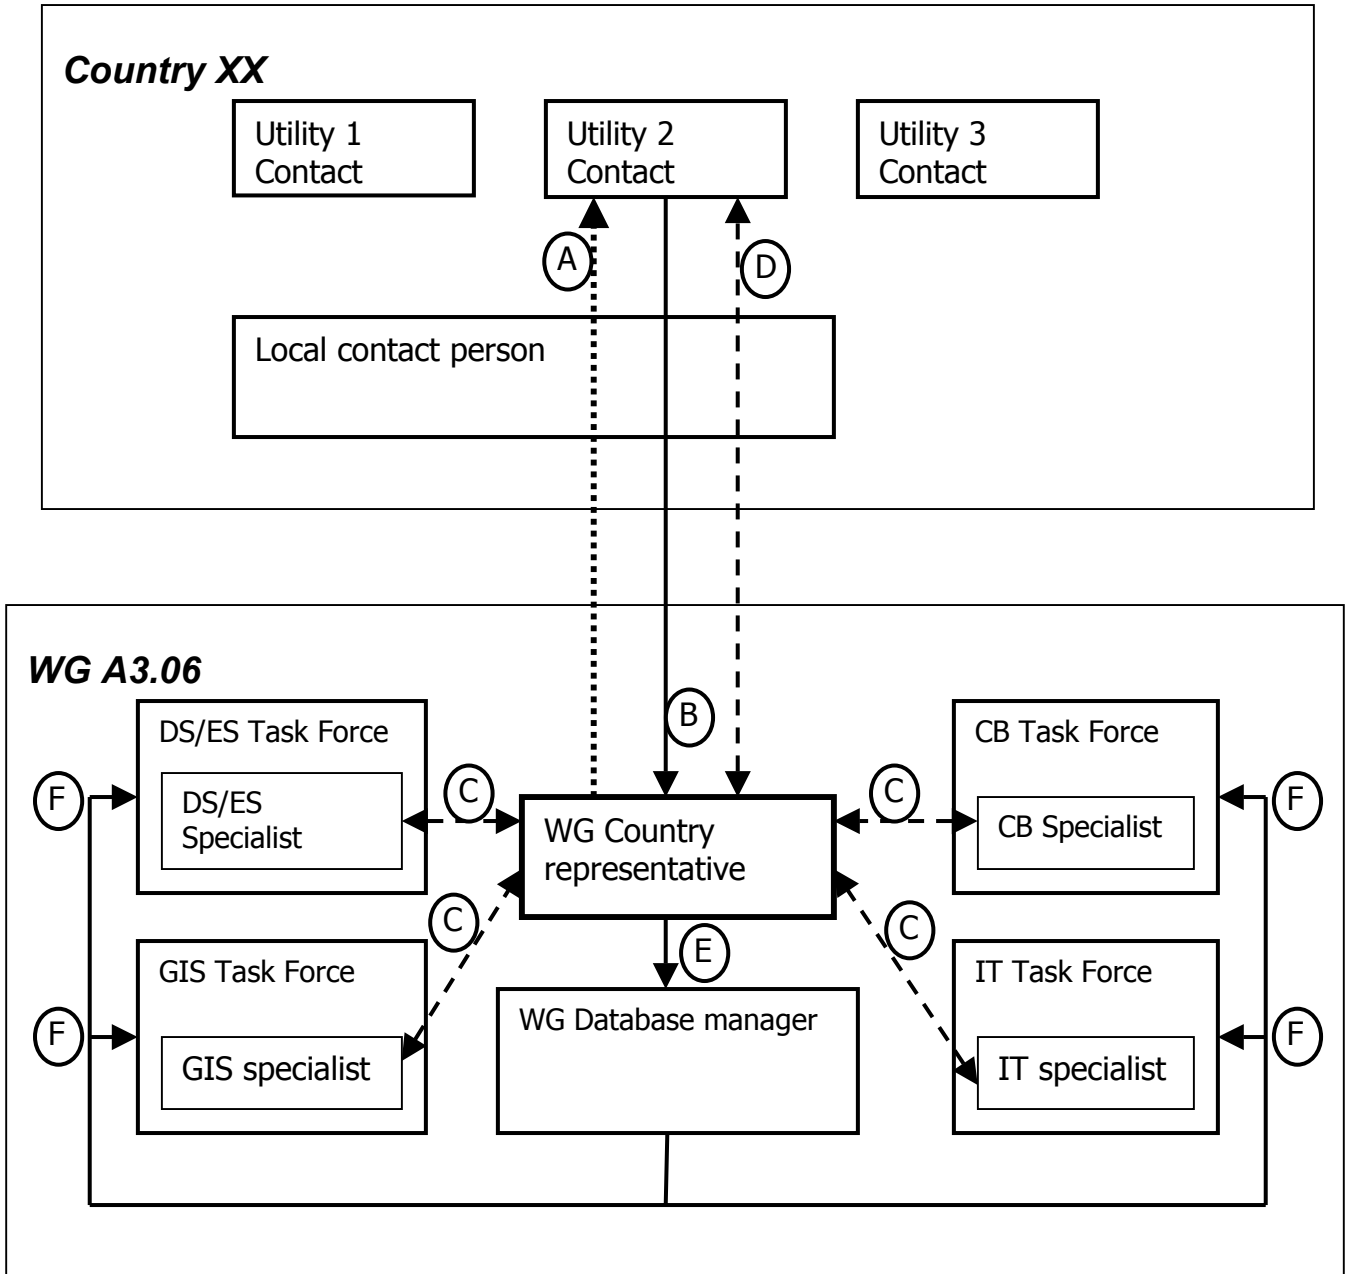 Country XX
Utility 1
Contact
Utility 2
Contact
Utility 3
Contact
A
D
Local contact person
WG A3.06
B
DS/ES Task Force
CB Task Force
F
DS/ES
Specialist
C
WG Country
representative
C
CB Specialist
F
C
C
GIS Task Force
E
IT Task Force
F
GIS specialist
WG Database manager
IT specialist
F